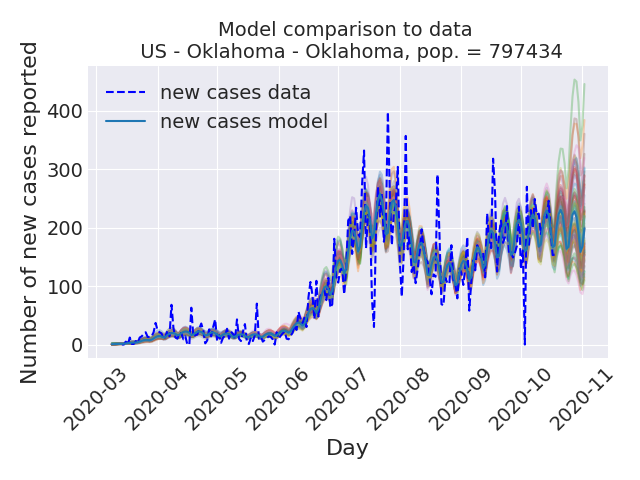 Model comparison to data
US - Oklahoma - Oklahoma, pop. = 797434
Number of new cases reported
400
300
200
100
0
new cases data
new cases model
2020-03
2020-04
2020-05
2020-06
2020-07
2020-08
2020-09
2020-10
2020-11
Day